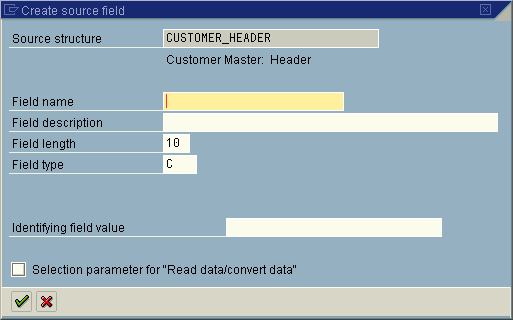 Create source field
Source structure CUSTOMER_HEADER
Customer Master: Header
Field name
Field description
Field length 10
Field type C
Identifying field value
Selection parameter for "Read data/convert data"